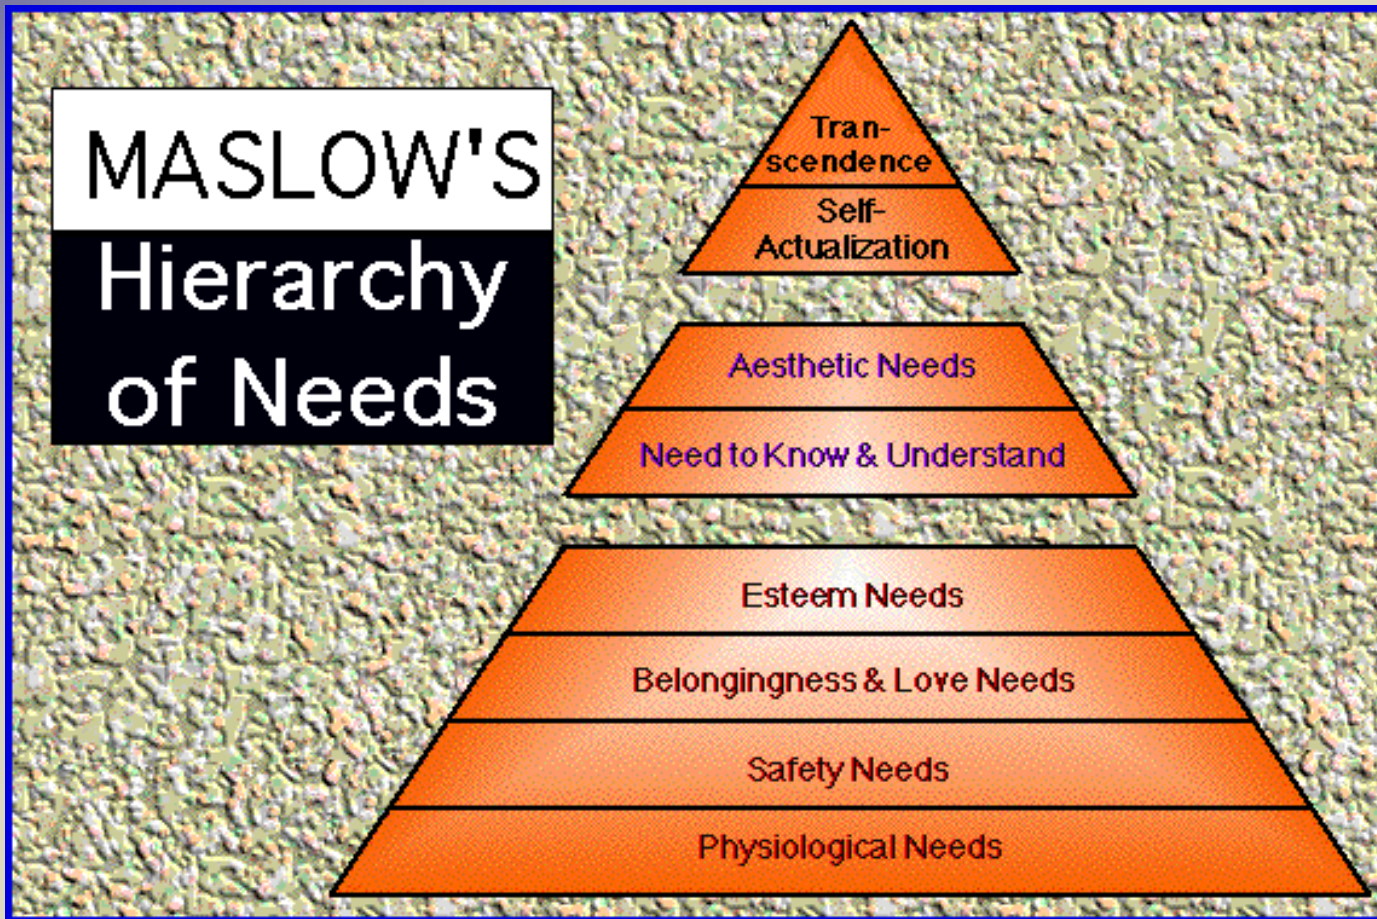 MASLOW'S
Hierarchy
of Needs
Tran-
scendence
Self-
Actualization
Aesthetic Needs
Need to Know & Understand
Esteem Needs
Belongingness & Love Needs
Safety Needs
Physiological Needs